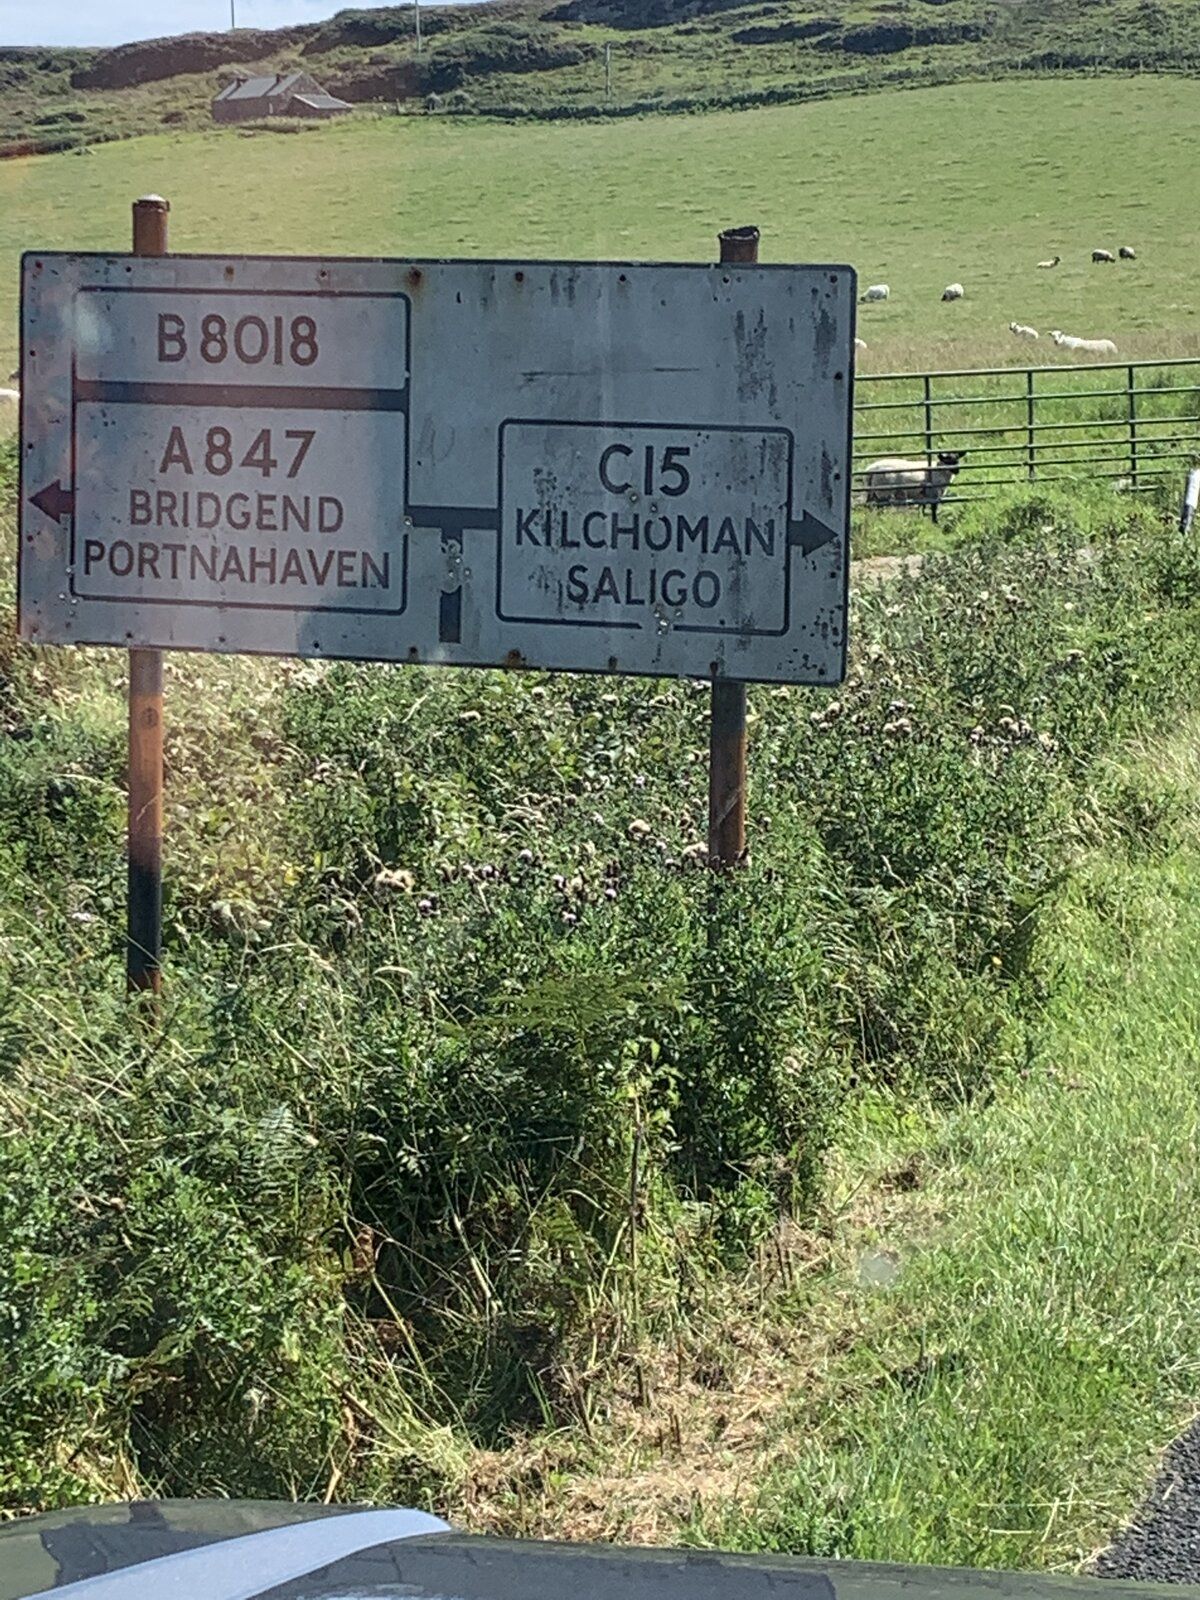 B8018
A847
BRIDGEND
PORTNAHAVEN
C15
KILCHOMAN
SALIGO